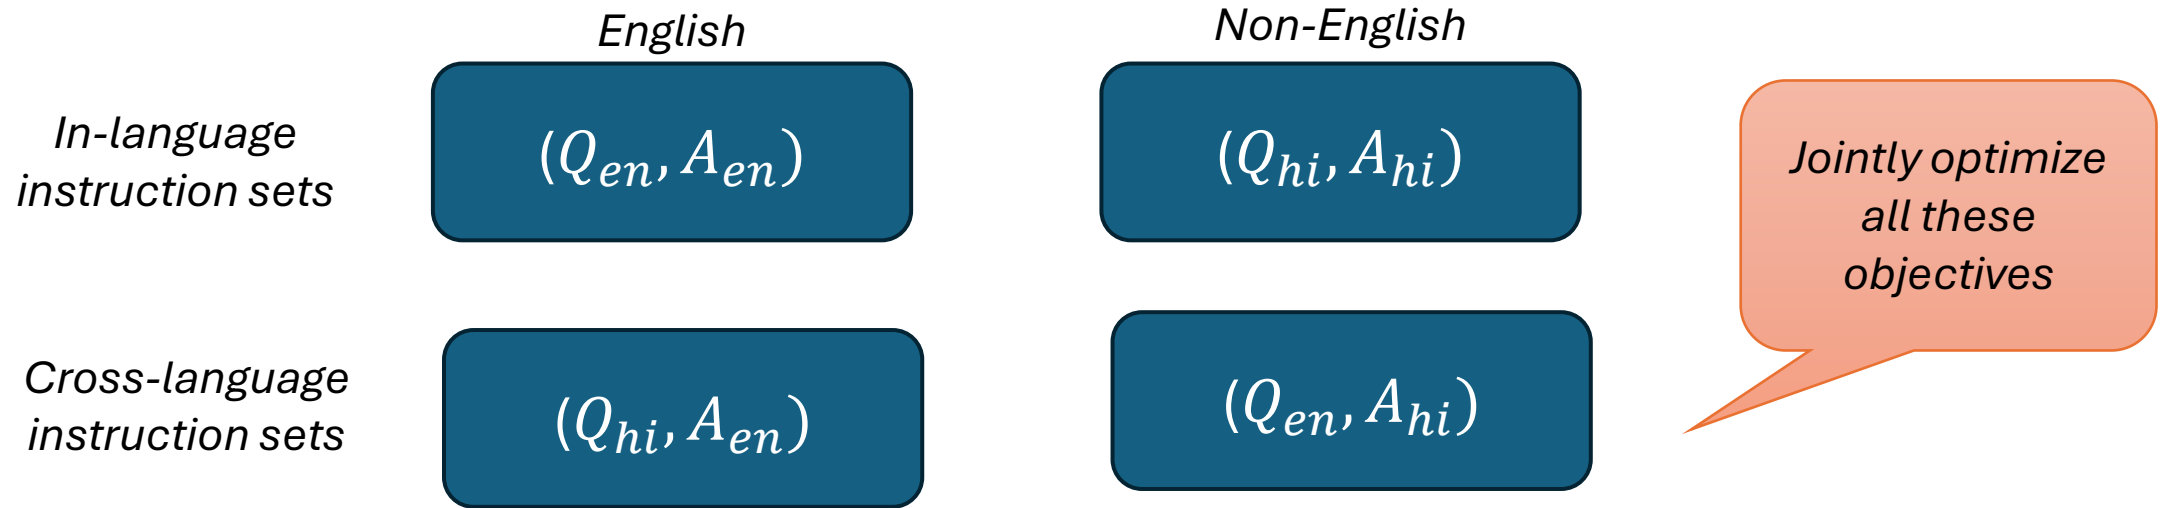 English
Non-English
In-language
instruction sets
(Q_en, A_en)
(Q_hi, A_hi)
Jointly optimize
all these
objectives
Cross-language
instruction sets
(Q_hi, A_en)
(Q_en, A_hi)